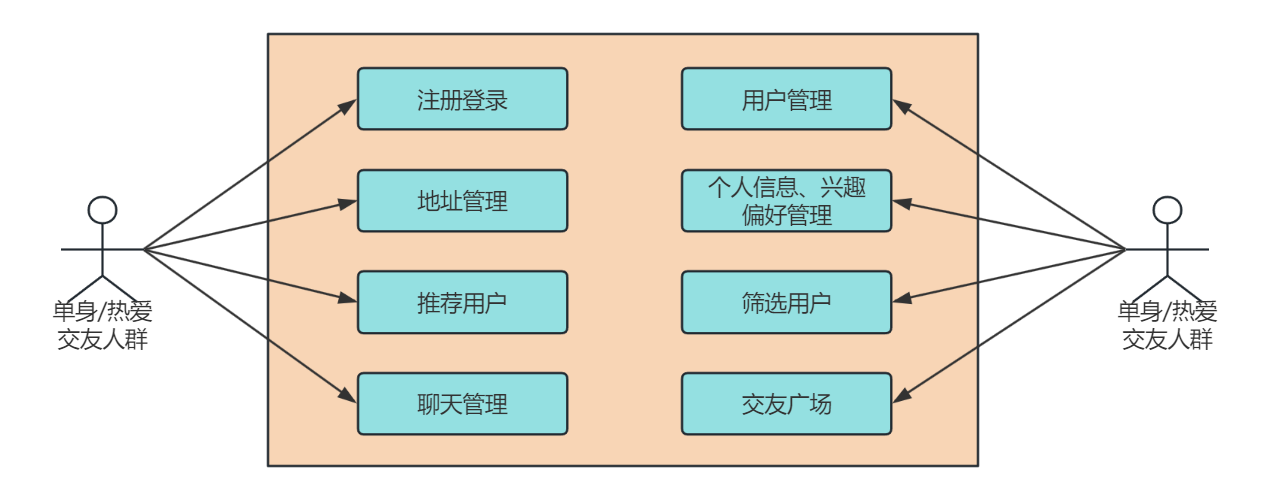 注册登录
用户管理
地址管理
个人信息、兴趣
偏好管理
推荐用户
筛选用户
聊天管理
交友广场
单身/热爱
交友人群
单身/热爱
交友人群